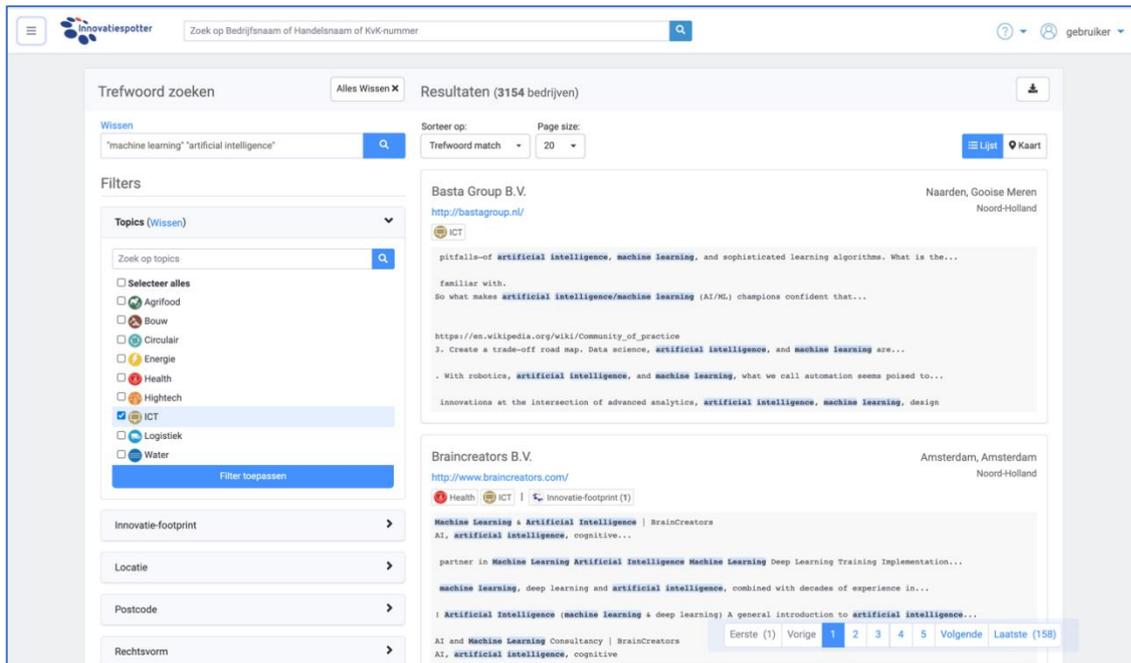 Innovatiespotter
Zoek op Bedrijfsnaam of Handelsnaam of KvK-nummer
?
gebruiker
Trefwoord zoeken
Alles Wissen ✕
Wissen
"machine learning" "artificial intelligence"
Filters
Topics (Wissen)
Zoek op topics
Selecteer alles
Agrifood
Bouw
Circulair
Energie
Health
Hightech
ICT
Logistiek
Water
Filter toepassen
Innovatie-footprint
Locatie
Postcode
Rechtsvorm
Resultaten (3154 bedrijven)
Sorteer op:
Page size:
Trefwoord match
20
Lijst
Kaart
Basta Group B.V.
Naarden, Gooise Meren
http://bastagroup.nl/
Noord-Holland
ICT
pitfalls—of artificial intelligence, machine learning, and sophisticated learning algorithms. What is the...
familiar with.
So what makes artificial intelligence/machine learning (AI/ML) champions confident that...
https://en.wikipedia.org/wiki/Community_of_practice
3. Create a trade-off road map. Data science, artificial intelligence, and machine learning are...
. With robotics, artificial intelligence, and machine learning, what we call automation seems poised to...
innovations at the intersection of advanced analytics, artificial intelligence, machine learning, design
Braincreators B.V.
Amsterdam, Amsterdam
http://www.braincreators.com/
Noord-Holland
Health ICT | Innovatie-footprint (1)
Machine Learning & Artificial Intelligence | BrainCreators
AI, artificial intelligence, cognitive...
partner in Machine Learning Artificial Intelligence Machine Learning Deep Learning Training Implementation...
machine learning, deep learning and artificial intelligence, combined with decades of experience in...
! Artificial Intelligence (machine learning & deep learning) A general introduction to artificial intelligence...
AI and Machine Learning Consultancy | BrainCreators
AI, artificial intelligence, cognitive
Eerste (1) Vorige 1 2 3 4 5 Volgende Laatste (158)